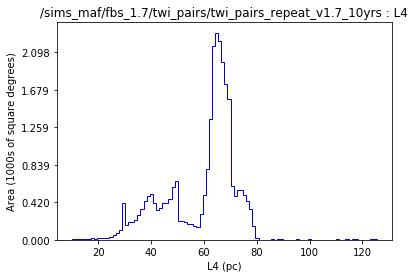 /sims_maf/fbs_1.7/twi_pairs/twi_pairs_repeat_v1.7_10yrs : L4
2.098
1.679
1.259
0.839
0.420
0.000
Area (1000s of square degrees)
20 40 60 80 100 120
L4 (pc)